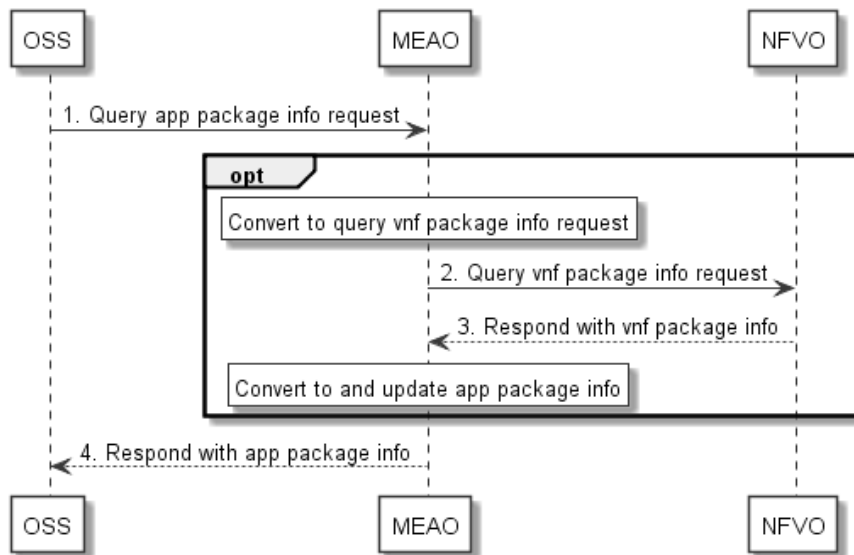 OSS MEAO NFVO
1. Query app package info request
opt
Convert to query vnf package info request
2. Query vnf package info request
3. Respond with vnf package info
Convert to and update app package info
4. Respond with app package info
OSS MEAO NFVO